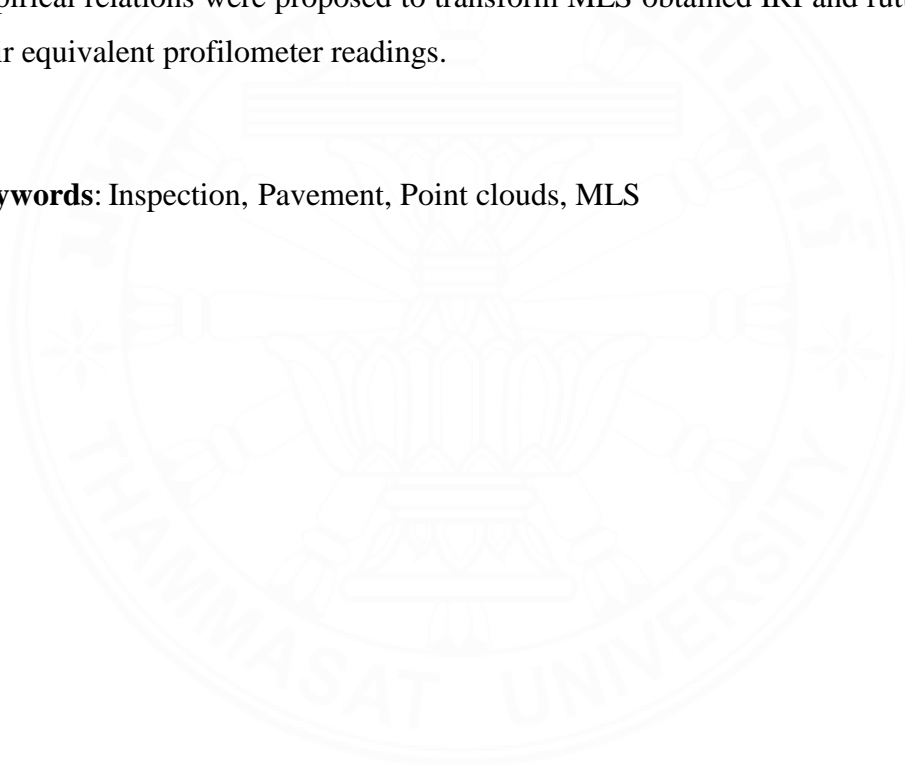 pirical relations were proposed to transform MLS obtained IRI and rut
ir equivalent profilometer readings.
ywords: Inspection, Pavement, Point clouds, MLS
THAMMASAT UNIVERSITY